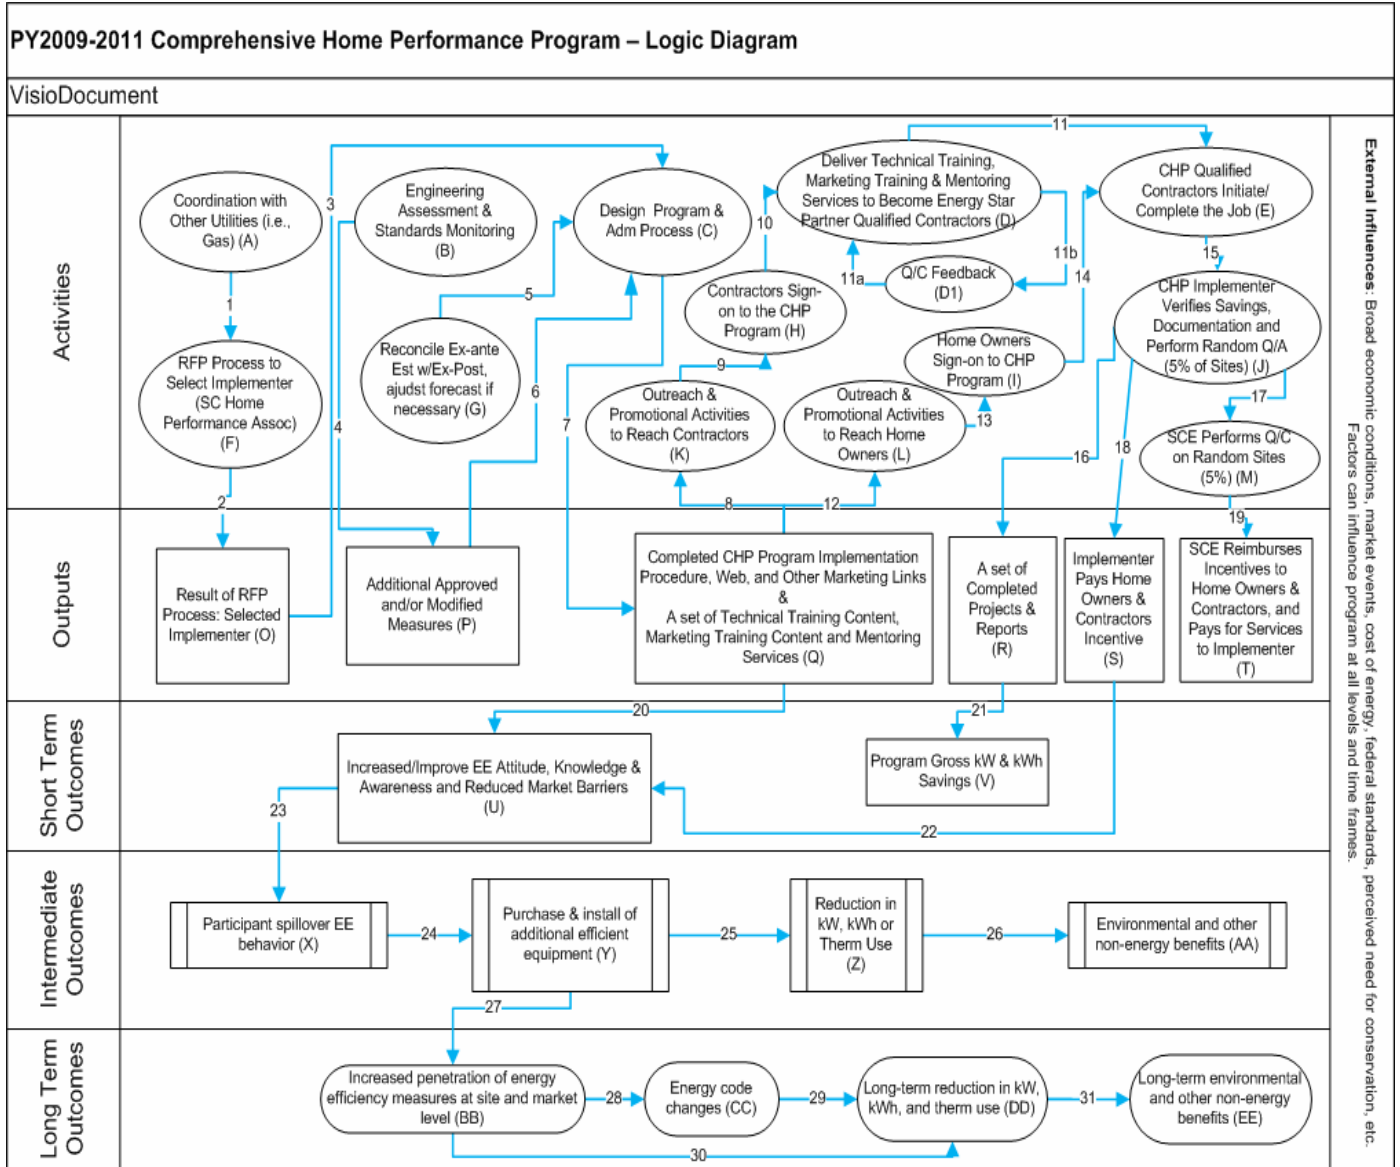 PY2009-2011 Comprehensive Home Performance Program – Logic Diagram
VisioDocument
Activities
Coordination with
Other Utilities (i.e.,
Gas) (A)
1
RFP Process to
Select Implementer
(SC Home
Performance Assoc)
(F)
2
3
Engineering
Assessment &
Standards Monitoring
(B)
4
5
Reconcile Ex-ante
Est w/Ex-Post,
ajudst forecast if
necessary (G)
6
Design Program &
Adm Process (C)
7
Outreach &
Promotional Activities
to Reach Contractors
(K)
8
9
Contractors Sign-
on to the CHP
Program (H)
10
Deliver Technical Training,
Marketing Training & Mentoring
Services to Become Energy Star
Partner Qualified Contractors (D)
11
11a
Q/C Feedback
(D1)
11b
Outreach &
Promotional Activities
to Reach Home
Owners (L)
12
13
Home Owners
Sign-on to CHP
Program (I)
14
CHP Qualified
Contractors Initiate/
Complete the Job (E)
15
CHP Implementer
Verifies Savings,
Documentation and
Perform Random Q/A
(5% of Sites) (J)
16
17
18
SCE Performs Q/C
on Random Sites
(5%) (M)
19
Outputs
Result of RFP
Process: Selected
Implementer (O)
Additional Approved
and/or Modified
Measures (P)
Completed CHP Program Implementation
Procedure, Web, and Other Marketing Links
&
A set of Technical Training Content,
Marketing Training Content and Mentoring
Services (Q)
A set of
Completed
Projects &
Reports
(R)
Implementer
Pays Home
Owners &
Contractors
Incentive
(S)
SCE Reimburses
Incentives to
Home Owners &
Contractors, and
Pays for Services
to Implementer
(T)
Short Term
Outcomes
20
21
Increased/Improve EE Attitude, Knowledge &
Awareness and Reduced Market Barriers
(U)
Program Gross kW & kWh
Savings (V)
22
23
Intermediate
Outcomes
Participant spillover EE
behavior (X)
24
Purchase & install of
additional efficient
equipment (Y)
25
Reduction in
kW, kWh or
Therm Use
(Z)
26
Environmental and other
non-energy benefits (AA)
27
Long Term
Outcomes
Increased penetration of energy
efficiency measures at site and market
level (BB)
28
Energy code
changes (CC)
29
Long-term reduction in kW,
kWh, and therm use (DD)
31
Long-term environmental
and other non-energy
benefits (EE)
30
External Influences: Broad economic conditions, market events, cost of energy, federal standards, perceived need for conservation, etc.
Factors can influence program at all levels and time frames.